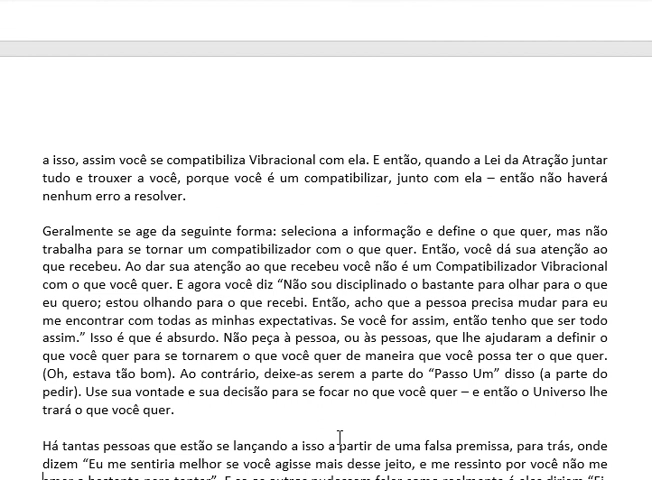 a isso, assim você se compatibiliza Vibracional com ela. E então, quando a Lei da Atração juntar
tudo e trouxer a você, porque você é um compatibilizar, junto com ela – então não haverá
nenhum erro a resolver.
Geralmente se age da seguinte forma: seleciona a informação e define o que quer, mas não
trabalha para se tornar um compatibilizador com o que quer. Então, você dá sua atenção ao
que recebeu. Ao dar sua atenção ao que recebeu você não é um Compatibilizador Vibracional
com o que você quer. E agora você diz “Não sou disciplinado o bastante para olhar para o que
eu quero; estou olhando para o que recebi. Então, acho que a pessoa precisa mudar para eu
me encontrar com todas as minhas expectativas. Se você for assim, então tenho que ser todo
assim.” Isso é que é absurdo. Não peça à pessoa, ou às pessoas, que lhe ajudaram a definir o
que você quer para se tornarem o que você quer de maneira que você possa ter o que quer.
(Oh, estava tão bom). Ao contrário, deixe-as serem a parte do “Passo Um” disso (a parte do
pedir). Use sua vontade e sua decisão para se focar no que você quer – e então o Universo lhe
trará o que você quer.
Há tantas pessoas que estão se lançando a isso a partir de uma falsa premissa, para trás, onde
dizem “Eu me sentiria melhor se você agisse mais desse jeito, e me ressinto por você não me